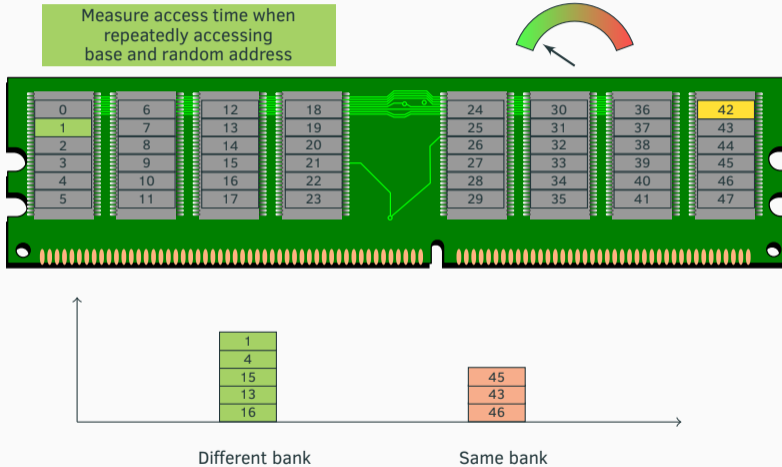 Measure access time when
repeatedly accessing
base and random address
0 6 12 18 24 30 36 42
1 7 13 19 25 31 37 43
2 8 14 20 26 32 38 44
3 9 15 21 27 33 39 45
4 10 16 22 28 34 40 46
5 11 17 23 29 35 41 47
1
4
15 45
13 43
16 46
Different bank Same bank